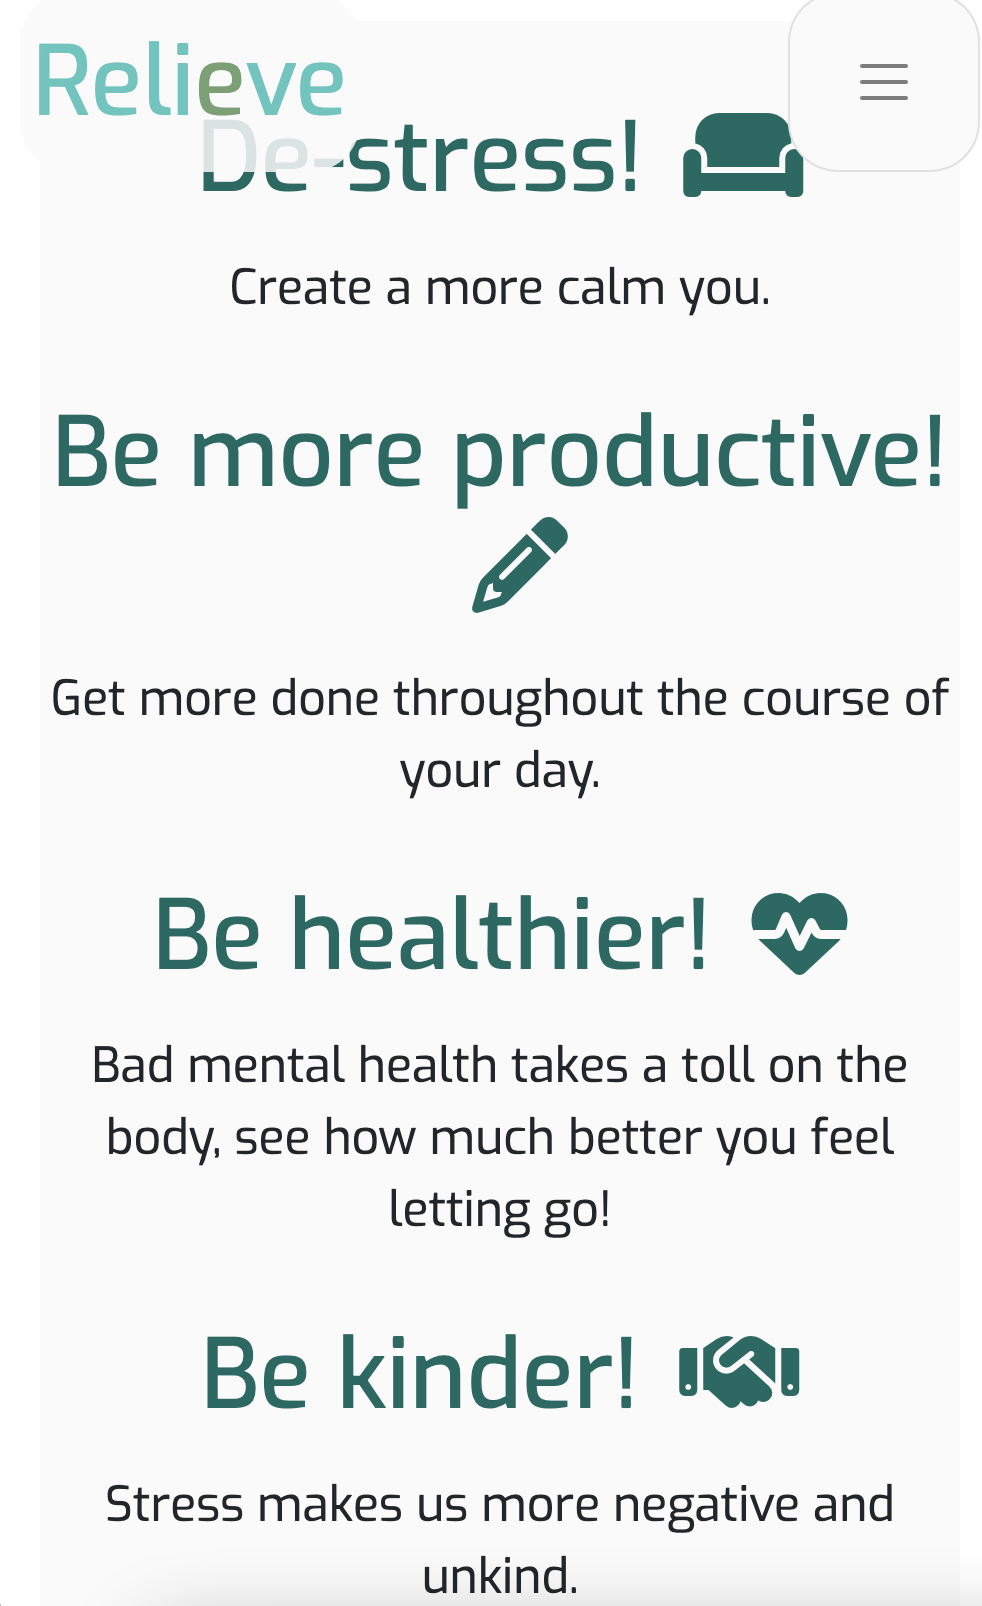 Relieve
De-stress!
Create a more calm you.
Be more productive!
Get more done throughout the course of
your day.
Be healthier!
Bad mental health takes a toll on the
body, see how much better you feel
letting go!
Be kinder!
Stress makes us more negative and
unkind.